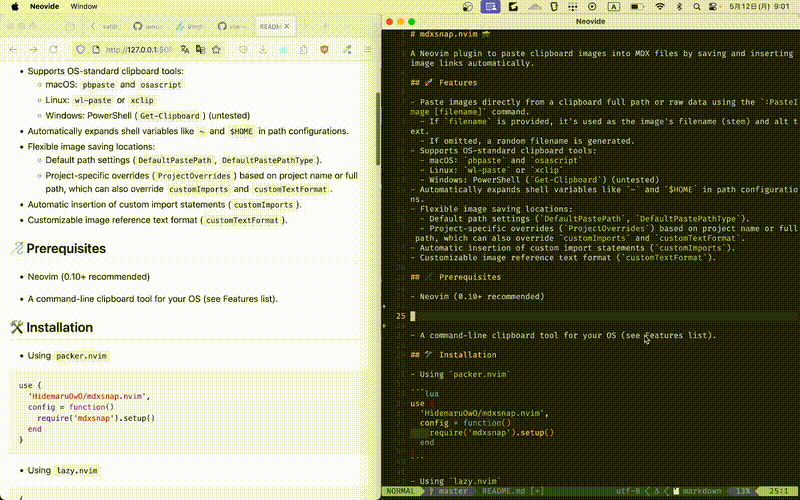 Neovide Window
A 5月12日(月) 9:01
README
http://127.0.0.1:50
• Supports OS-standard clipboard tools:
◦ macOS: pbpaste and osascript
◦ Linux: wl-paste or xclip
◦ Windows: PowerShell ( Get-Clipboard ) (untested)
• Automatically expands shell variables like ~ and $HOME in path configurations.
• Flexible image saving locations:
◦ Default path settings ( DefaultPastePath , DefaultPastePathType ).
◦ Project-specific overrides ( ProjectOverrides ) based on project name or full
path, which can also override customImports and customTextFormat .
• Automatic insertion of custom import statements ( customImports ).
• Customizable image reference text format ( customTextFormat ).
Prerequisites
• Neovim (0.10+ recommended)
• A command-line clipboard tool for your OS (see Features list).
🛠️ Installation
• Using packer.nvim
use {
'HidemaruOwO/mdxsnap.nvim',
config = function()
require('mdxsnap').setup()
end
}
• Using lazy.nvim
Neovide
# mdxsnap.nvim
A Neovim plugin to paste clipboard images into MDX files by saving and inserting
image links automatically.
## 🚀 Features
- Paste images directly from a clipboard full path or raw data using the `:PasteI
mage [filename]` command.
- If `filename` is provided, it's used as the image's filename (stem) and alt t
ext.
- If omitted, a random filename is generated.
- Supports OS-standard clipboard tools:
- macOS: `pbpaste` and `osascript`
- Linux: `wl-paste` or `xclip`
- Windows: PowerShell (`Get-Clipboard`) (untested)
- Automatically expands shell variables like `~` and `$HOME` in path configuratio
ns.
- Flexible image saving locations:
- Default path settings (`DefaultPastePath`, `DefaultPastePathType`).
- Project-specific overrides (`ProjectOverrides`) based on project name or full
path, which can also override `customImports` and `customTextFormat`.
- Automatic insertion of custom import statements (`customImports`).
- Customizable image reference text format (`customTextFormat`).
## Prerequisites
- Neovim (0.10+ recommended)
25
- A command-line clipboard tool for your OS (see Features list).
## 🛠️ Installation
- Using `packer.nvim`
```lua
use {
'HidemaruOwO/mdxsnap.nvim',
config = function()
require('mdxsnap').setup()
end
}
```
- Using `lazy.nvim`
NORMAL master README.md [+] utf-8 markdown 13% 25:1